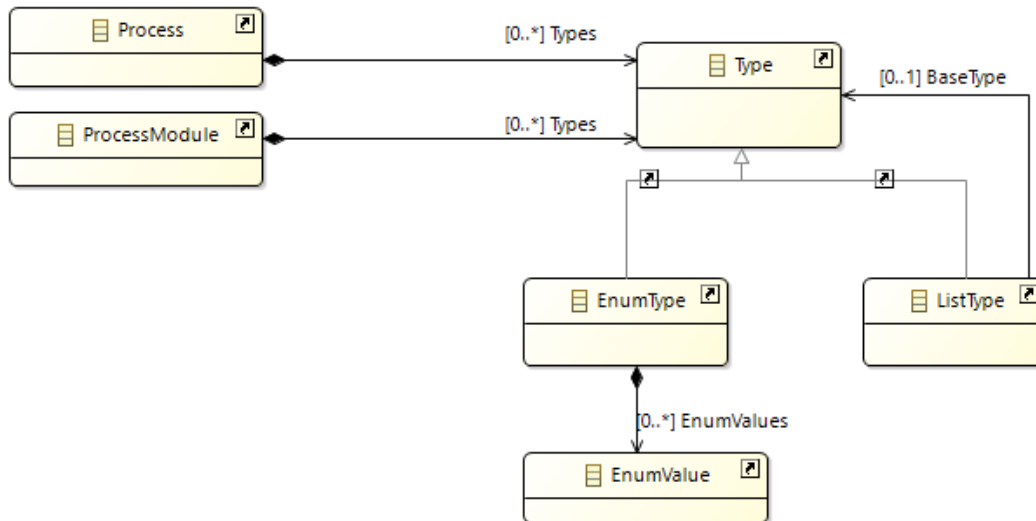 Process
[0..*] Types
Type
[0..1] BaseType
ProcessModule
[0..*] Types
EnumType
ListType
[0..*] EnumValues
EnumValue